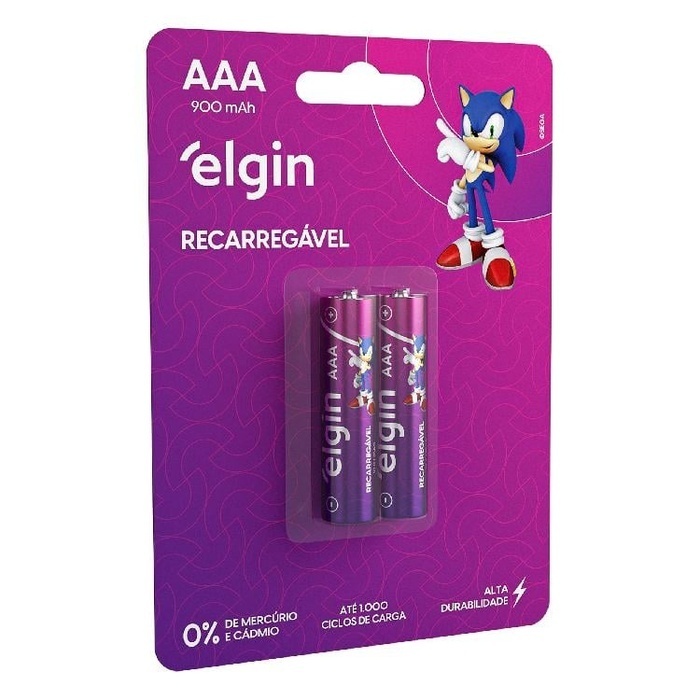 AAA
900 mAh
©SEGA
elgin
RECARREGÁVEL
AAA
elgin
RECARREGÁVEL
AAA
elgin
RECARREGÁVEL
0% DE MERCÚRIO
E CÁDMIO
ATÉ 1.000
CICLOS DE CARGA
ALTA
DURABILIDADE